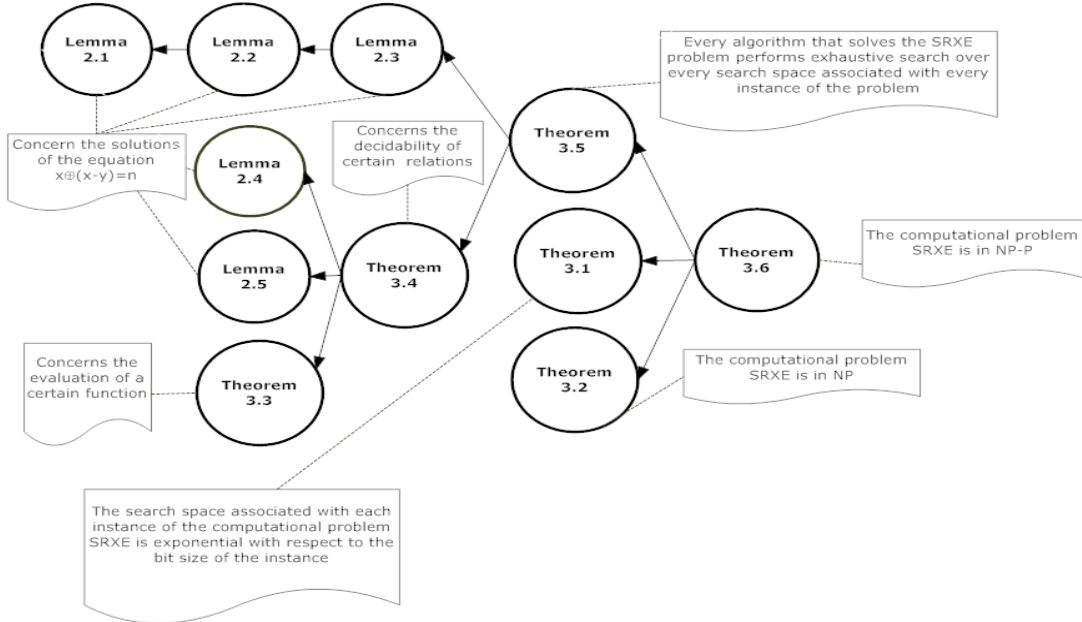 Lemma
2.1
Lemma
2.2
Lemma
2.3
Every algorithm that solves the SRXE
problem performs exhaustive search over
every search space associated with every
instance of the problem
Concern the solutions
of the equation
x⊕(x-y)=n
Lemma
2.4
Concerns the
decidability of
certain relations
Theorem
3.5
Lemma
2.5
Theorem
3.4
Theorem
3.1
Theorem
3.6
The computational problem
SRXE is in NP-P
Concerns the
evaluation of a
certain function
Theorem
3.3
Theorem
3.2
The computational problem
SRXE is in NP
The search space associated with each
instance of the computational problem
SRXE is exponential with respect to the
bit size of the instance